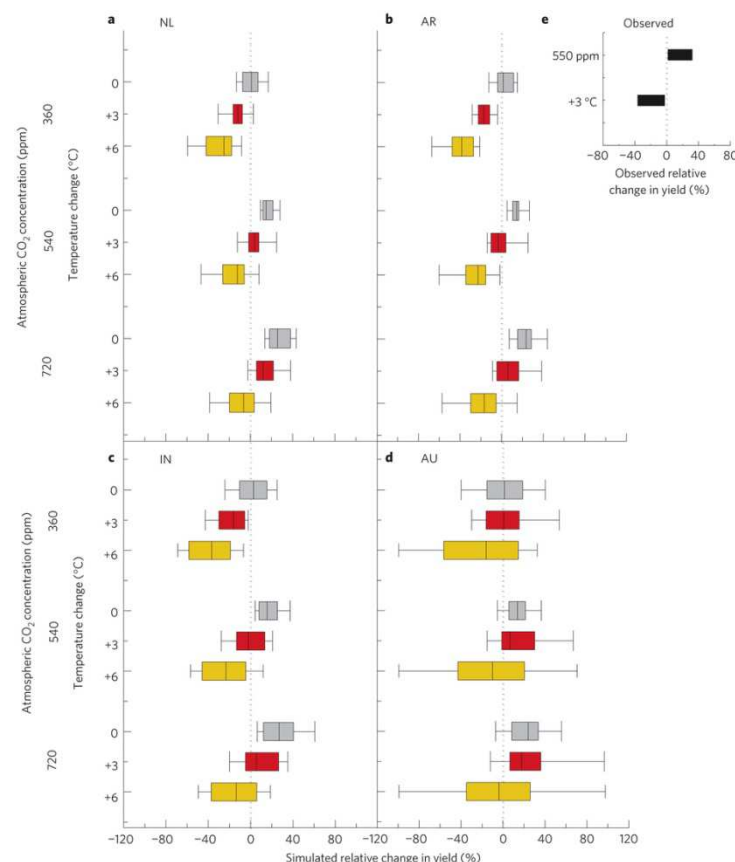 a NL
b AR
e Observed
550 ppm
+3 °C
−80 −40 0 40 80
Observed relative
change in yield (%)
Atmospheric CO2 concentration (ppm)
Temperature change (°C)
360
0
+3
+6
540
0
+3
+6
720
0
+3
+6
c IN
d AU
Atmospheric CO2 concentration (ppm)
Temperature change (°C)
360
0
+3
+6
540
0
+3
+6
720
0
+3
+6
−120 −80 −40 0 40 80 −120 −80 −40 0 40 80 120
Simulated relative change in yield (%)